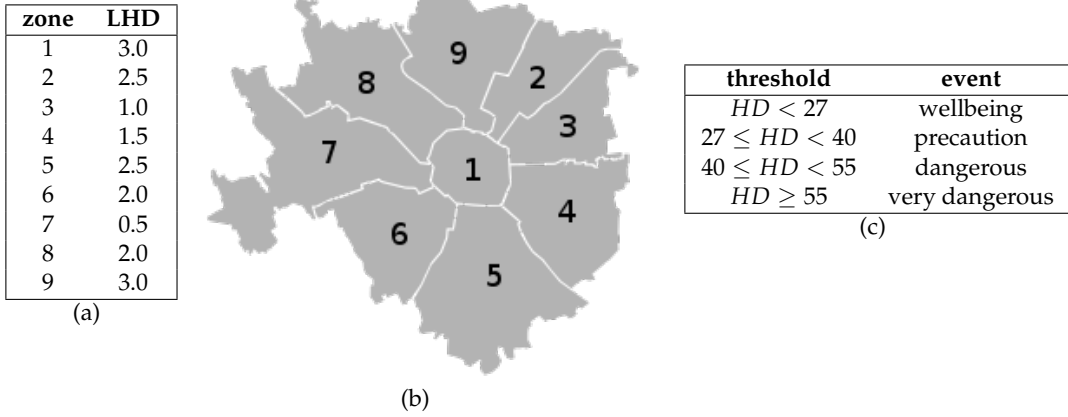 zone LHD
1 3.0
2 2.5
3 1.0
4 1.5
5 2.5
6 2.0
7 0.5
8 2.0
9 3.0
(a)
9
2
8
3
7
1
4
6
5
(b)
threshold event
HD < 27 wellbeing
27 ≤ HD < 40 precaution
40 ≤ HD < 55 dangerous
HD ≥ 55 very dangerous
(c)